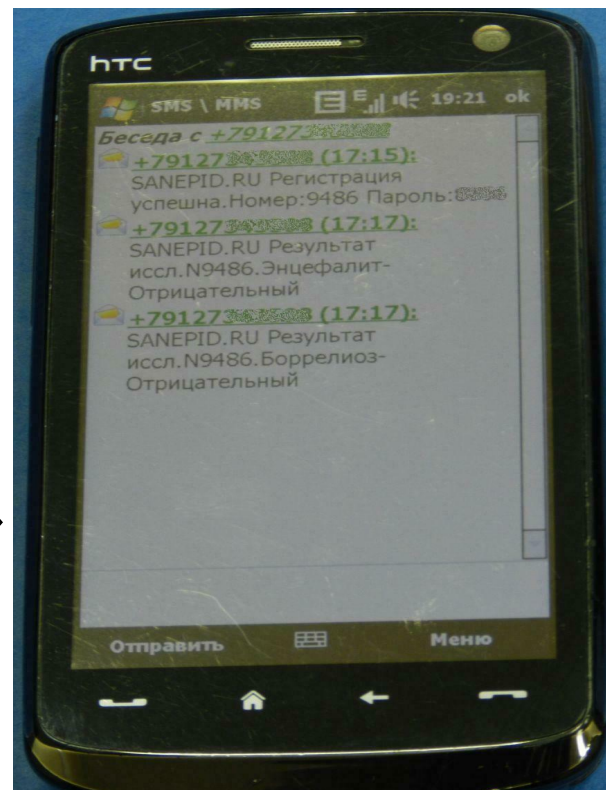 hTC
SMS \ MMS E E 19:21 ok
Беседа с +79127
+79127 (17:15):
SANEPID.RU Регистрация
успешна.Номер:9486 Пароль:
+79127 (17:17):
SANEPID.RU Результат
иссл.N9486.Энцефалит-
Отрицательный
+79127 (17:17):
SANEPID.RU Результат
иссл.N9486.Боррелиоз-
Отрицательный
Отправить Меню